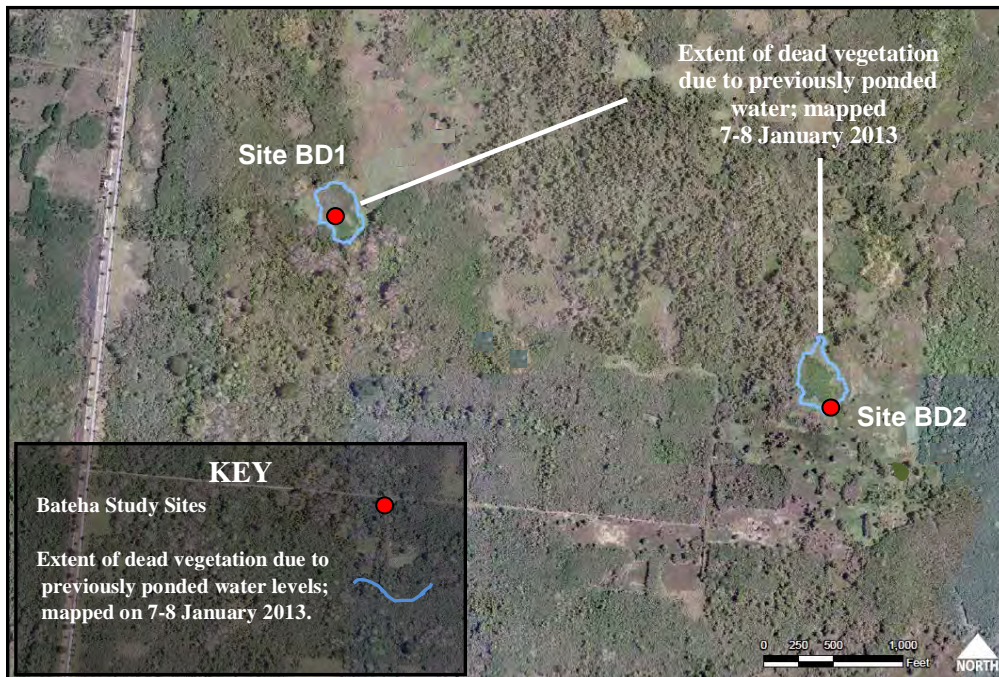 Extent of dead vegetation
due to previously ponded
water; mapped
7-8 January 2013
Site BD1
Site BD2
KEY
Bateha Study Sites
Extent of dead vegetation due to
previously ponded water levels;
mapped on 7-8 January 2013.
0 250 500 1,000
Feet
NORTH